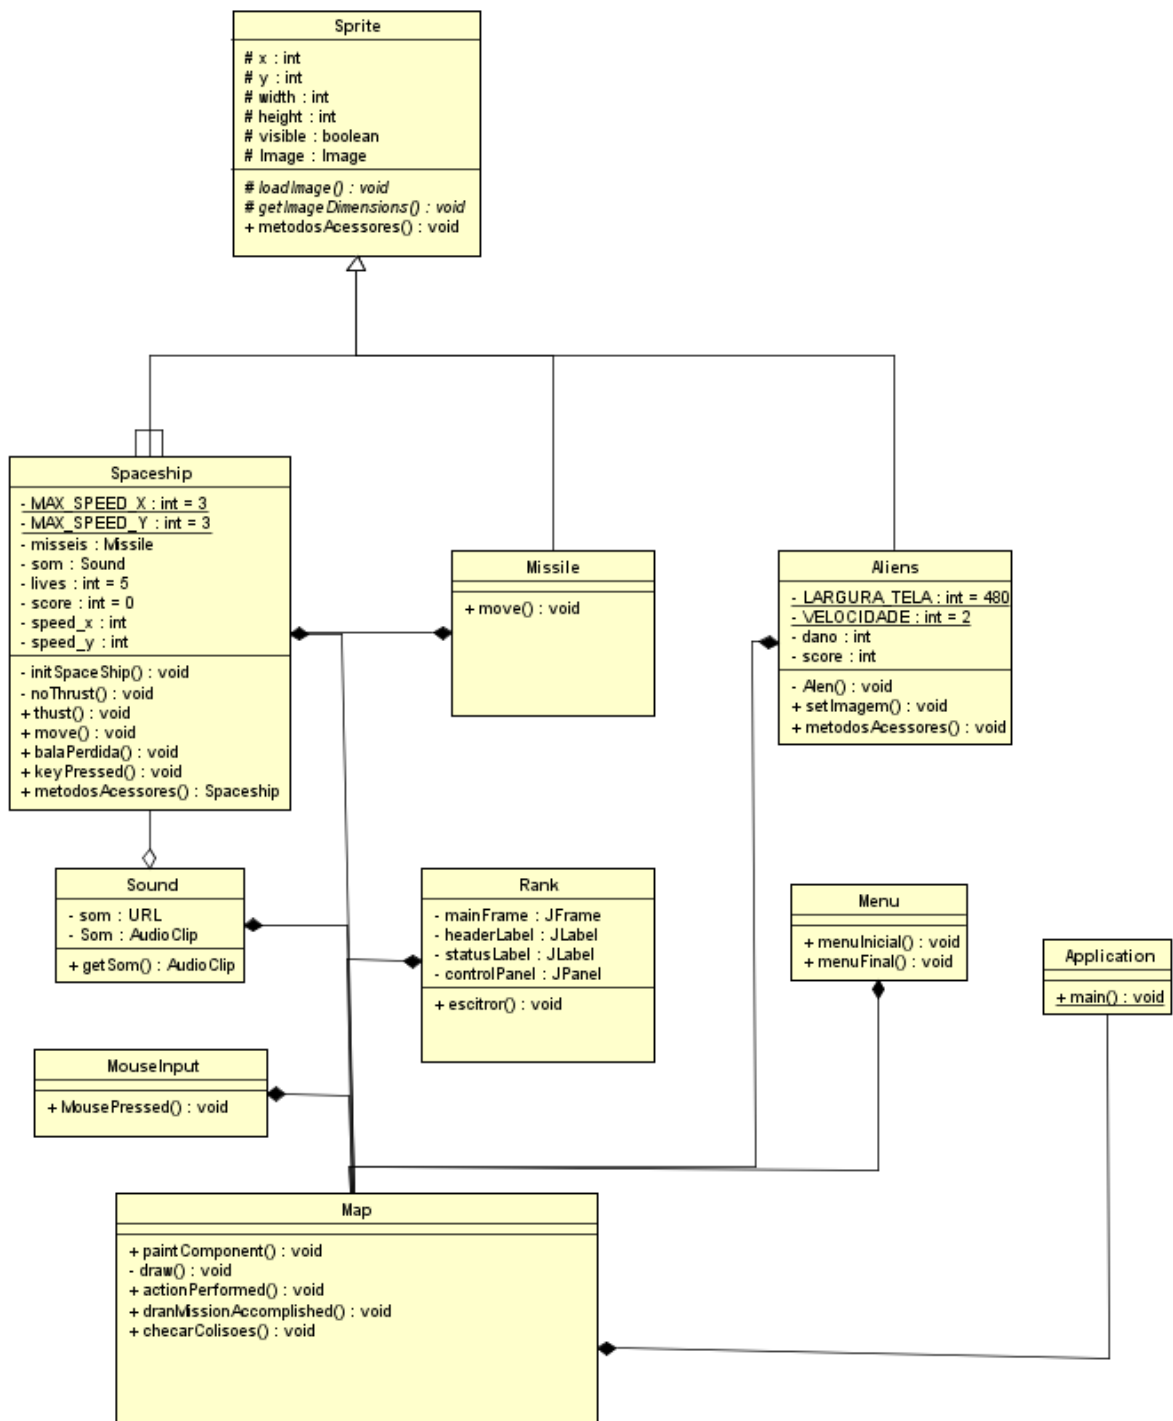 Sprite
# x : int
# y : int
# width : int
# height : int
# visible : boolean
# Image : Image
# loadImage() : void
# getImageDimensions() : void
+ metodosAcessores() : void
Spaceship
- MAX_SPEED_X : int = 3
- MAX_SPEED_Y : int = 3
- misseis : Missile
- som : Sound
- lives : int = 5
- score : int = 0
- speed_x : int
- speed_y : int
- initSpaceShip() : void
- noThrust() : void
+ thust() : void
+ move() : void
+ balaPerdida() : void
+ keyPressed() : void
+ metodosAcessores() : Spaceship
Missile
+ move() : void
Aliens
- LARGURA_TELA : int = 480
- VELOCIDADE : int = 2
- dano : int
- score : int
- Alen() : void
+ setImagem() : void
+ metodosAcessores() : void
Sound
- som : URL
- Som : AudioClip
+ getSom() : AudioClip
Rank
- mainFrame : JFrame
- headerLabel : JLabel
- statusLabel : JLabel
- controlPanel : JPanel
+ escitror() : void
Menu
+ menuInicial() : void
+ menuFinal() : void
Application
+ main() : void
MouseInput
+ MousePressed() : void
Map
+ paintComponent() : void
- draw() : void
+ actionPerformed() : void
+ dranMissionAccomplished() : void
+ checarColisoes() : void